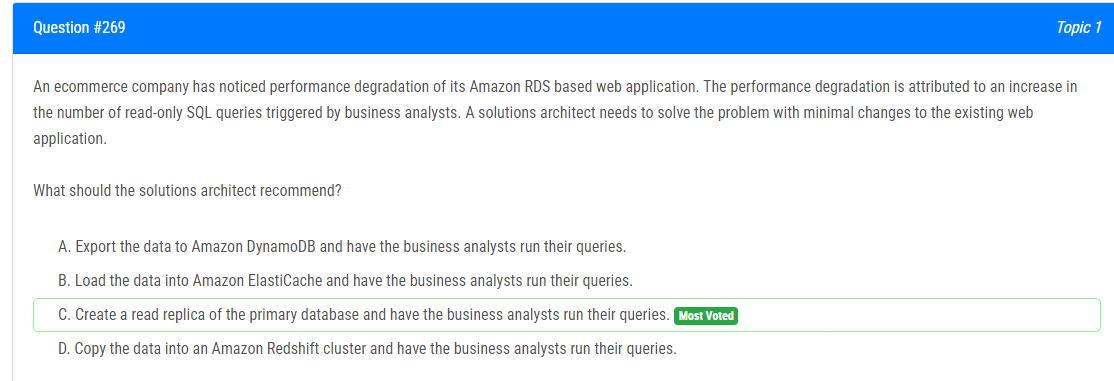 Question #269
Topic 1
An ecommerce company has noticed performance degradation of its Amazon RDS based web application. The performance degradation is attributed to an increase in
the number of read-only SQL queries triggered by business analysts. A solutions architect needs to solve the problem with minimal changes to the existing web
application.
What should the solutions architect recommend?
A. Export the data to Amazon DynamoDB and have the business analysts run their queries.
B. Load the data into Amazon ElastiCache and have the business analysts run their queries.
C. Create a read replica of the primary database and have the business analysts run their queries. Most Voted
D. Copy the data into an Amazon Redshift cluster and have the business analysts run their queries.